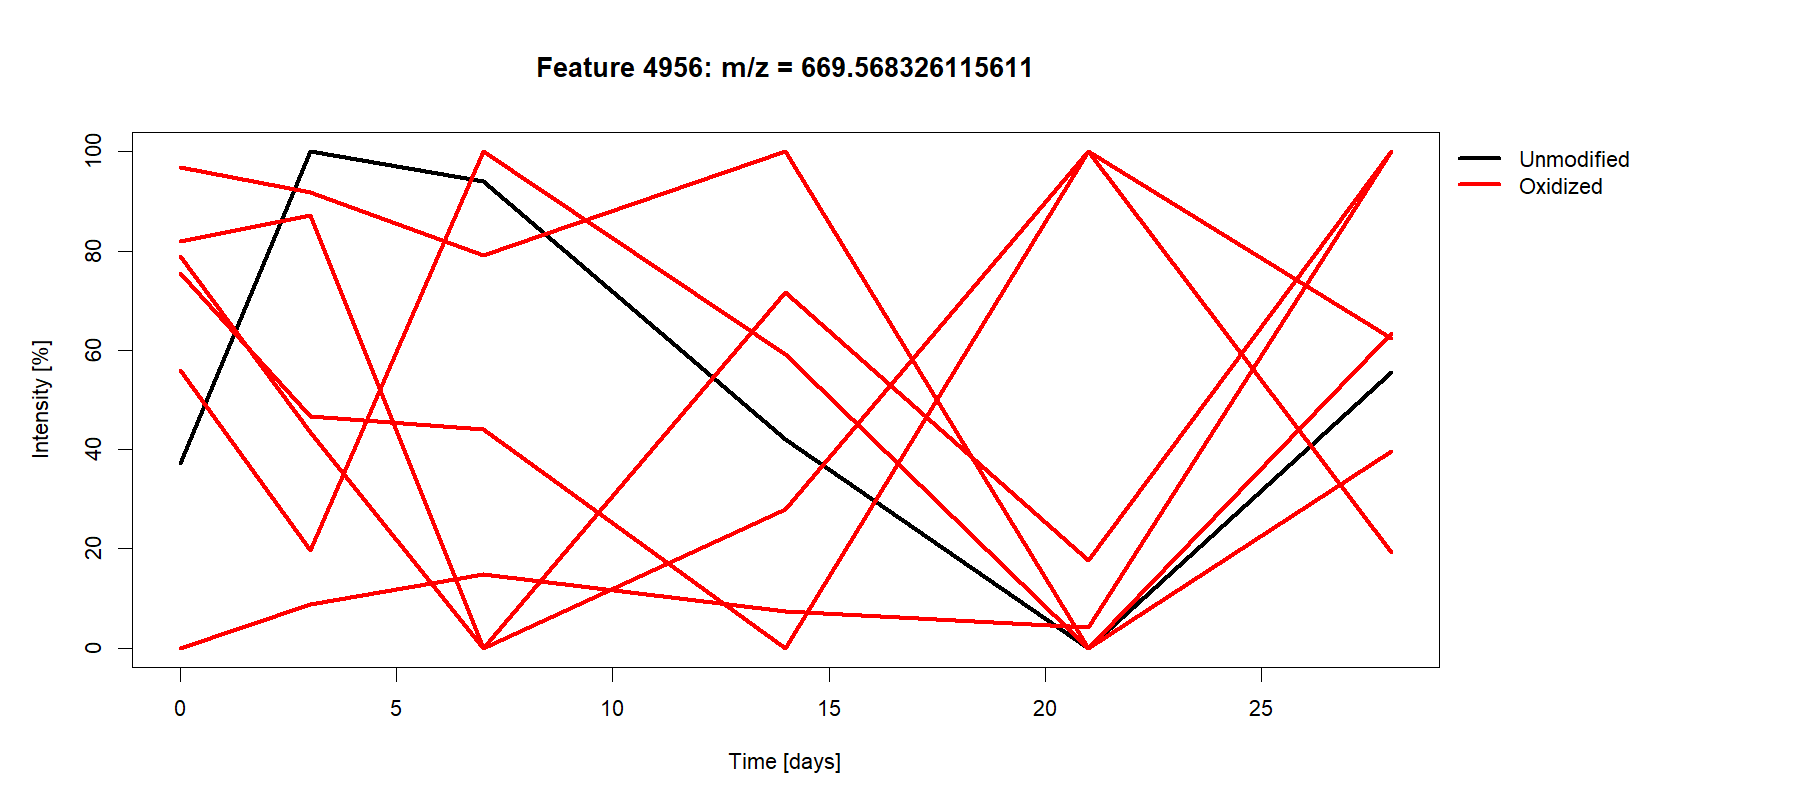 Feature 4956: m/z = 669.568326115611
Unmodified
Oxidized
100
80
60
40
20
0
Intensity [%]
0 5 10 15 20 25
Time [days]